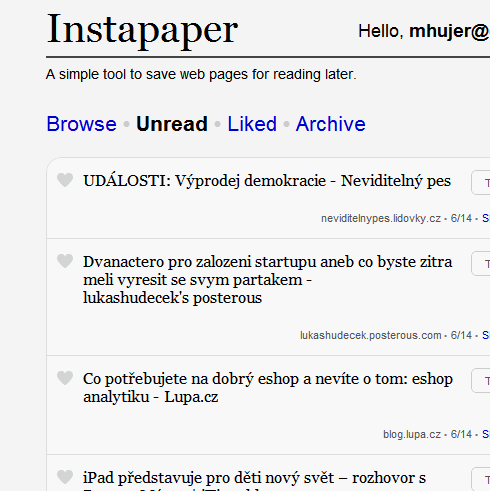 Instapaper
Hello, mhujer@
A simple tool to save web pages for reading later.
Browse • Unread • Liked • Archive
UDÁLOSTI: Výprodej demokracie - Neviditelný pes
neviditelnypes.lidovky.cz - 6/14 -
Dvanactero pro zalozeni startupu aneb co byste zitra
meli vyresit se svym partakem -
lukashudecek's posterous
lukashudecek.posterous.com - 6/14 -
Co potřebujete na dobrý eshop a nevíte o tom: eshop
analytiku - Lupa.cz
blog.lupa.cz - 6/14 -
iPad představuje pro děti nový svět – rozhovor s